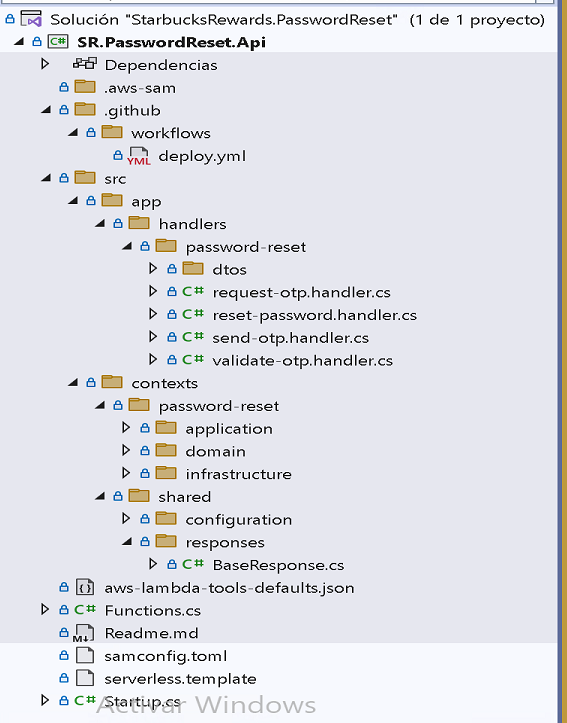 Solución "StarbucksRewards.PasswordReset" (1 de 1 proyecto)
C# SR.PasswordReset.Api
Dependencias
.aws-sam
.github
workflows
YML deploy.yml
src
app
handlers
password-reset
dtos
C# request-otp.handler.cs
C# reset-password.handler.cs
C# send-otp.handler.cs
C# validate-otp.handler.cs
contexts
password-reset
application
domain
infrastructure
shared
configuration
responses
C# BaseResponse.cs
aws-lambda-tools-defaults.json
C# Functions.cs
M Readme.md
samconfig.toml
serverless.template
C# Startup.cs
Activar Windows